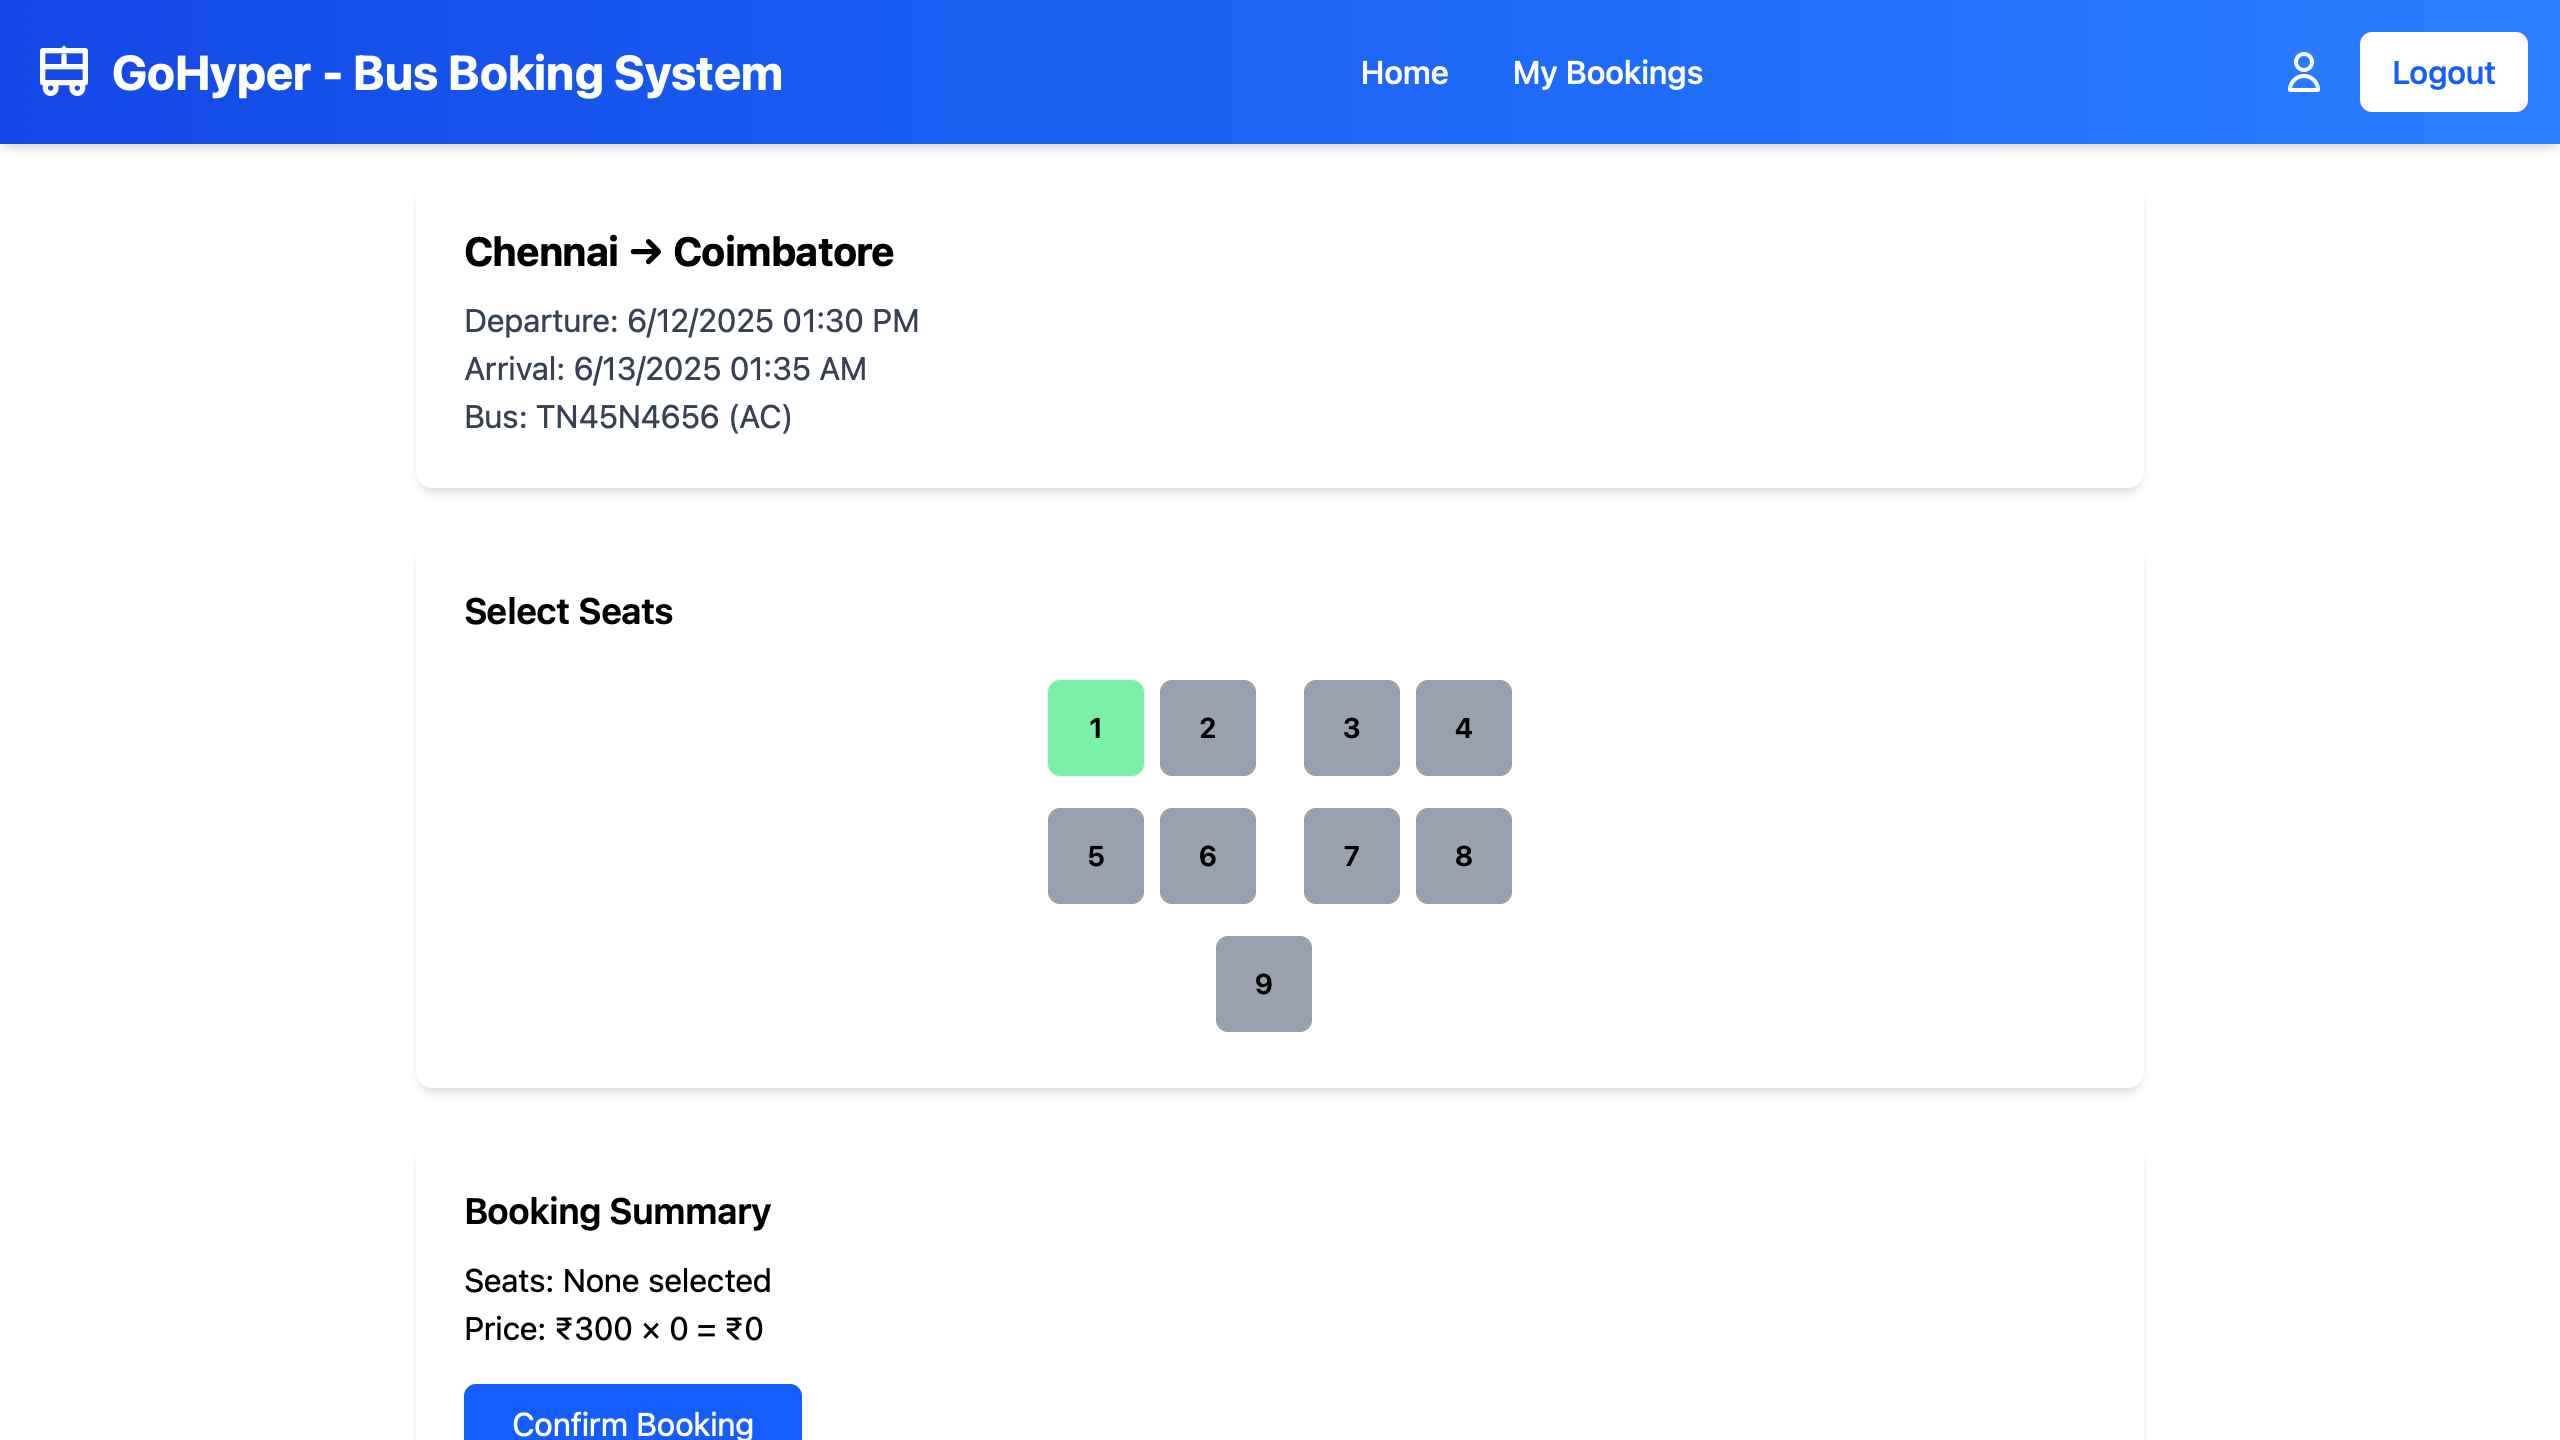 GoHyper - Bus Boking System
Home
My Bookings
Logout
Chennai → Coimbatore
Departure: 6/12/2025 01:30 PM
Arrival: 6/13/2025 01:35 AM
Bus: TN45N4656 (AC)
Select Seats
1 2 3 4
5 6 7 8
9
Booking Summary
Seats: None selected
Price: ₹300 × 0 = ₹0
Confirm Booking